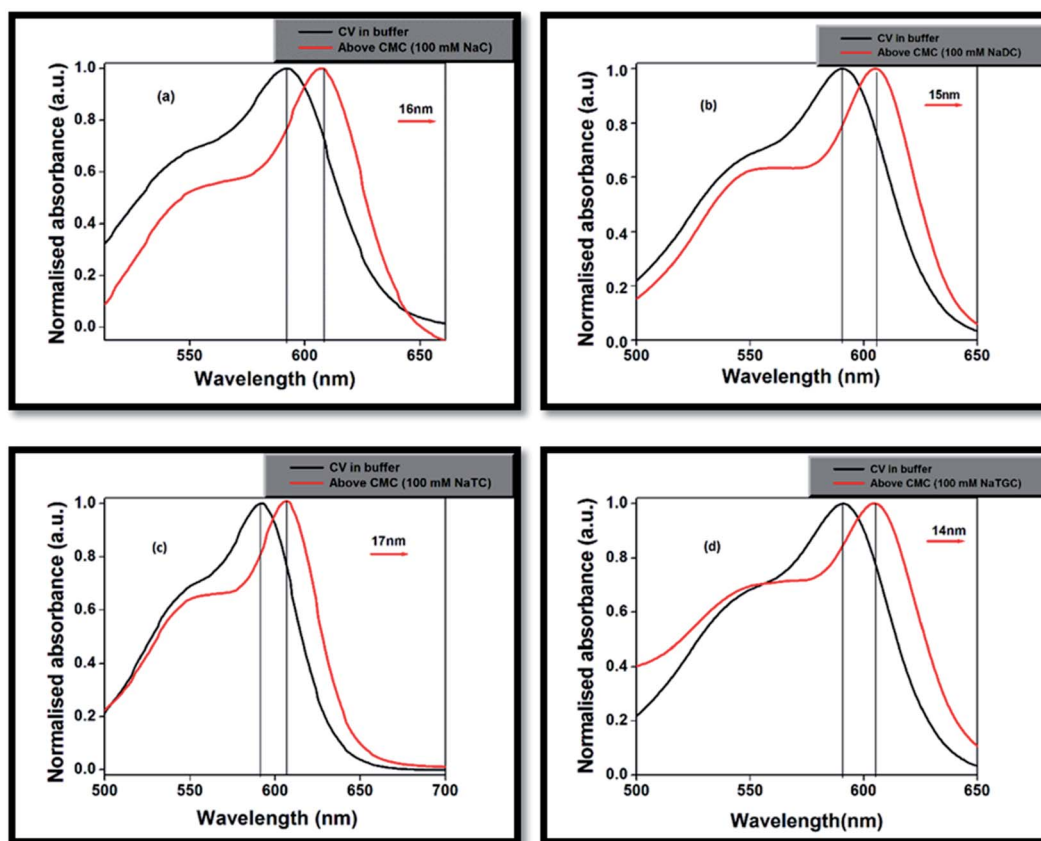 CV in buffer
Above CMC (100 mM NaC)
(a)
16nm
Normalised absorbance (a.u.)
1.0
0.8
0.6
0.4
0.2
0.0
550
600
650
Wavelength (nm)
CV in buffer
Above CMC (100 mM NaDC)
(b)
15nm
Normalised absorbance (a.u)
1.0
0.8
0.6
0.4
0.2
0.0
500
550
600
650
Wavelength (nm)
CV in buffer
Above CMC (100 mM NaTC)
(c)
17nm
Normalised absorbance (a.u.)
1.0
0.8
0.6
0.4
0.2
0.0
500
550
600
650
700
Wavelength (nm)
CV in buffer
Above CMC (100 mM NaTGC)
(d)
14nm
Normalised absorbance (a.u.)
1.0
0.8
0.6
0.4
0.2
0.0
500
550
600
650
Wavelength(nm)